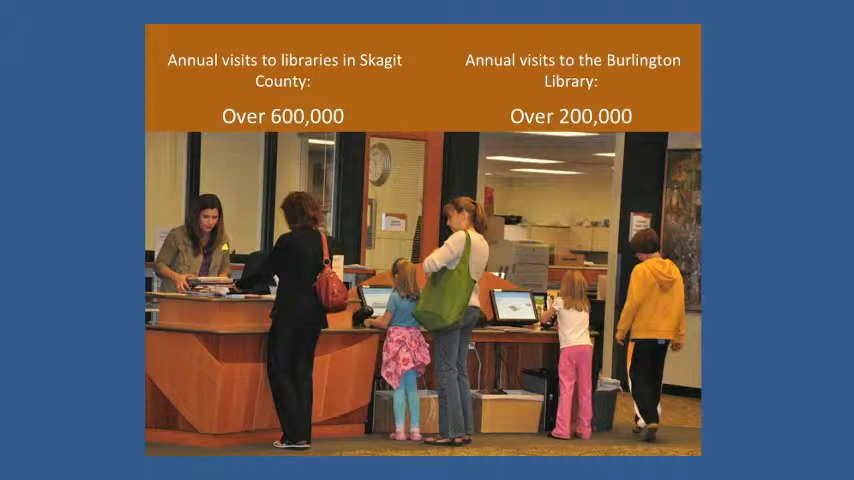 Annual visits to libraries in Skagit
County:
Over 600,000
Annual visits to the Burlington
Library:
Over 200,000